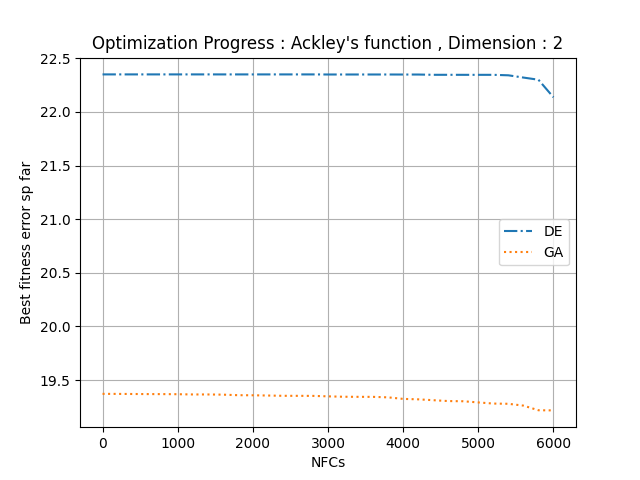 Optimization Progress : Ackley's function , Dimension : 2
22.5
22.0
21.5
21.0
20.5
20.0
19.5
Best fitness error sp far
DE
GA
0 1000 2000 3000 4000 5000 6000
NFCs